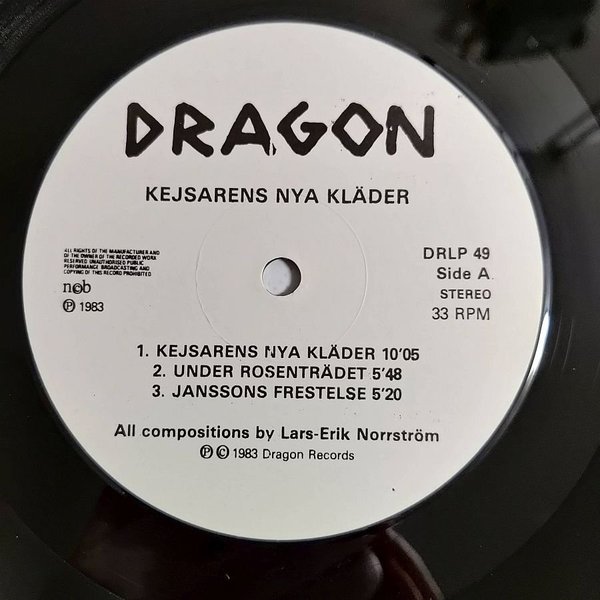 DRAGON
KEJSARENS NYA KLÄDER
ALL RIGHTS OF THE MANUFACTURER AND
OF THE OWNER OF THE RECORDED WORK
RESERVED UNAUTHORISED PUBLIC
PERFORMANCE BROADCASTING AND
COPYING OF THIS RECORD PROHIBITED
n©b
℗ 1983
DRLP 49
Side A
STEREO
33 RPM
1. KEJSARENS NYA KLÄDER 10'05
2. UNDER ROSENTRÄDET 5'48
3. JANSSONS FRESTELSE 5'20
All compositions by Lars-Erik Norrström
℗ © 1983 Dragon Records